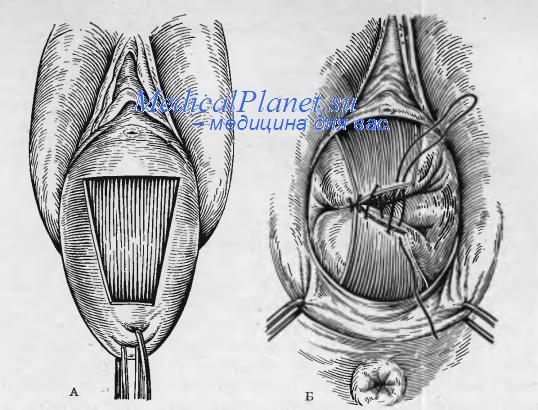 MedicalPlanet.su
- медицина для вас.
А
Б